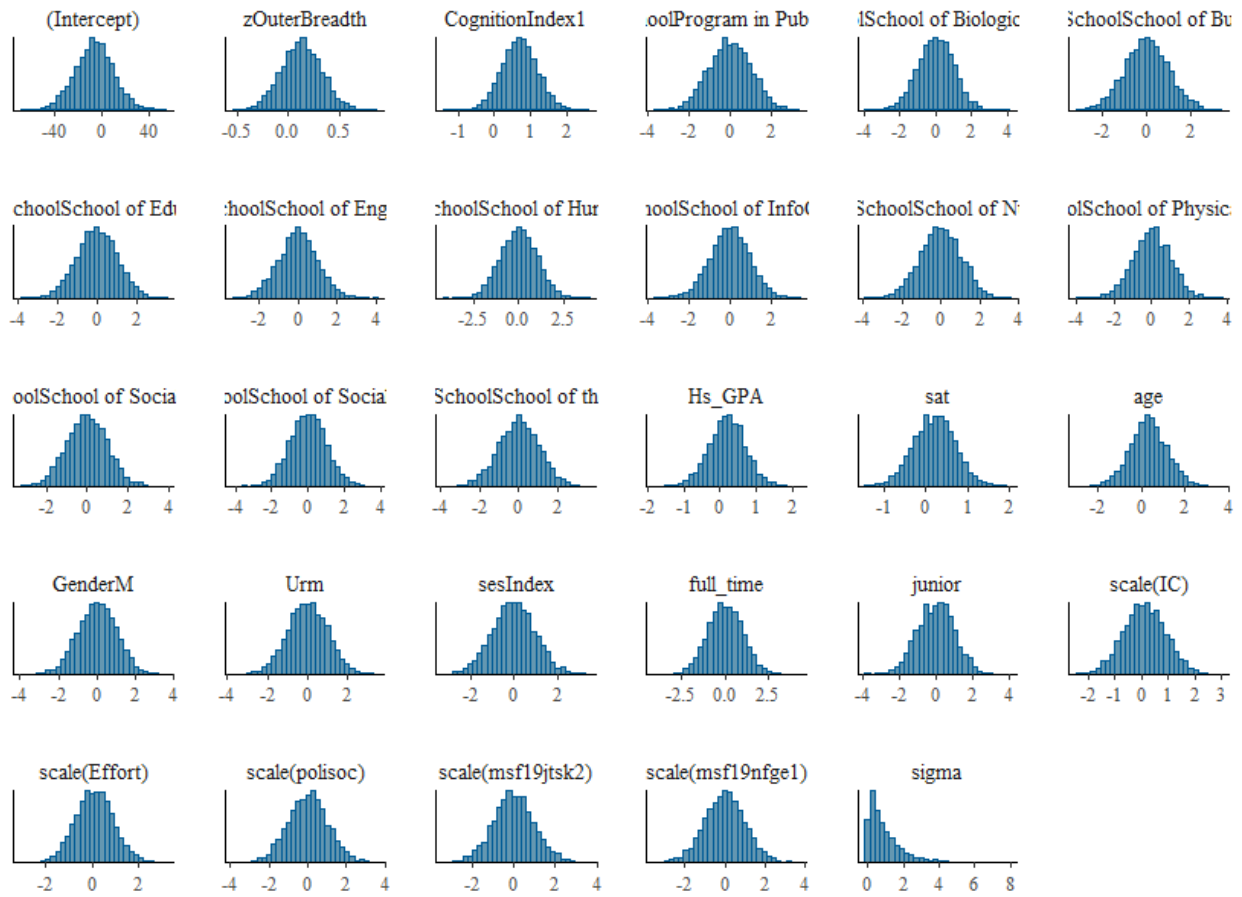 (Intercept) zOuterBreadth CognitionIndex1 oolProgram in Pub lSchool of Biologic SchoolSchool of Bu
-40 0 40 -0.5 0.0 0.5 -1 0 1 2 -4 -2 0 2 -4 -2 0 2 4 -2 0 2
choolSchool of Edu hoolSchool of Eng choolSchool of Hur hoolSchool of Info SchoolSchool of N olSchool of Physic
-4 -2 0 2 -2 0 2 4 -2.5 0.0 2.5 -4 -2 0 2 -4 -2 0 2 4 -4 -2 0 2 4
oolSchool of Socia oolSchool of Social SchoolSchool of th Hs_GPA sat age
-2 0 2 4 -4 -2 0 2 4 -4 -2 0 2 4 -2 -1 0 1 2 -1 0 1 2 -2 0 2 4
GenderM Urm sesIndex full_time junior scale(IC)
-4 -2 0 2 4 -4 -2 0 2 -2 0 2 4 -2.5 0.0 2.5 -4 -2 0 2 4 -2 -1 0 1 2 3
scale(Effort) scale(polisoc) scale(msf19jtsk2) scale(msf19nfge1) sigma
-2 0 2 -4 -2 0 2 4 -2 0 2 4 -2 0 2 4 0 2 4 6 8